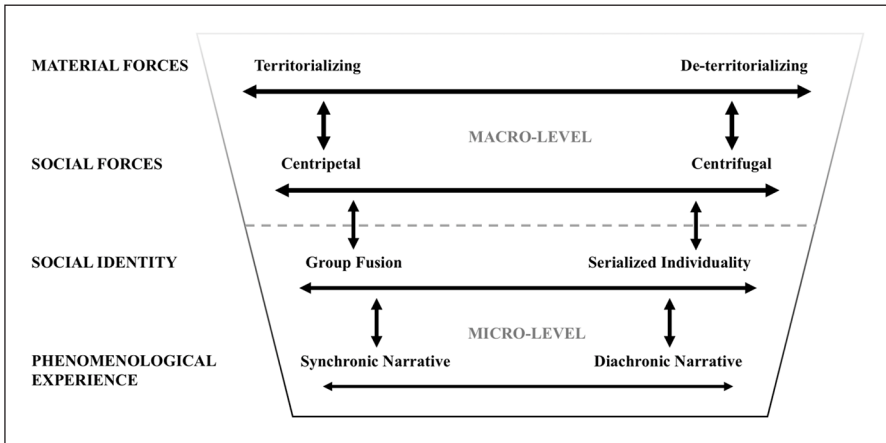 MATERIAL FORCES
Territorializing
De-territorializing
MACRO-LEVEL
SOCIAL FORCES
Centripetal
Centrifugal
SOCIAL IDENTITY
Group Fusion
Serialized Individuality
MICRO-LEVEL
PHENOMENOLOGICAL
EXPERIENCE
Synchronic Narrative
Diachronic Narrative